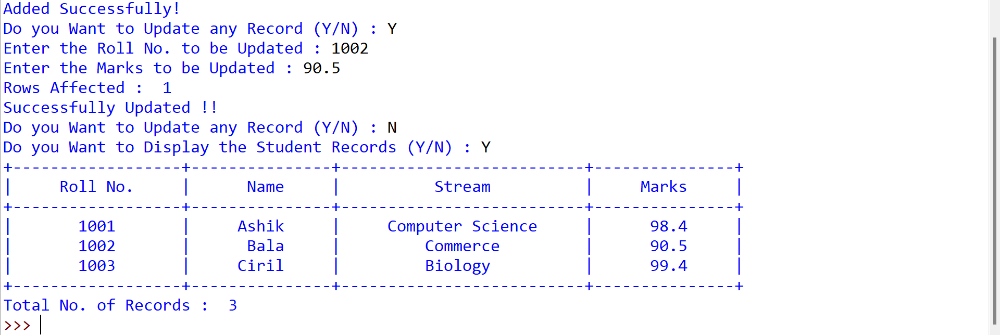 Added Successfully!
Do you Want to Update any Record (Y/N) : Y
Enter the Roll No. to be Updated : 1002
Enter the Marks to be Updated : 90.5
Rows Affected :  1
Successfully Updated !!
Do you Want to Update any Record (Y/N) : N
Do you Want to Display the Student Records (Y/N) : Y
+------------------+---------------+--------------------------+---------------+
|     Roll No.     |      Name     |          Stream          |     Marks     |
+------------------+---------------+--------------------------+---------------+
|       1001       |     Ashik     |     Computer Science     |      98.4     |
|       1002       |      Bala     |         Commerce         |      90.5     |
|       1003       |     Ciril     |         Biology          |      99.4     |
+------------------+---------------+--------------------------+---------------+
Total No. of Records :  3
>>>